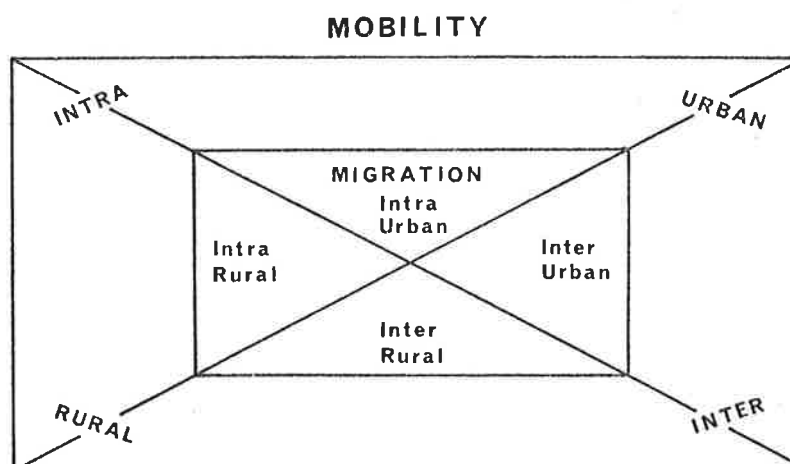 MOBILITY
INTRA
URBAN
MIGRATION
Intra
Urban
Intra
Rural
Inter
Urban
Inter
Rural
RURAL
INTER